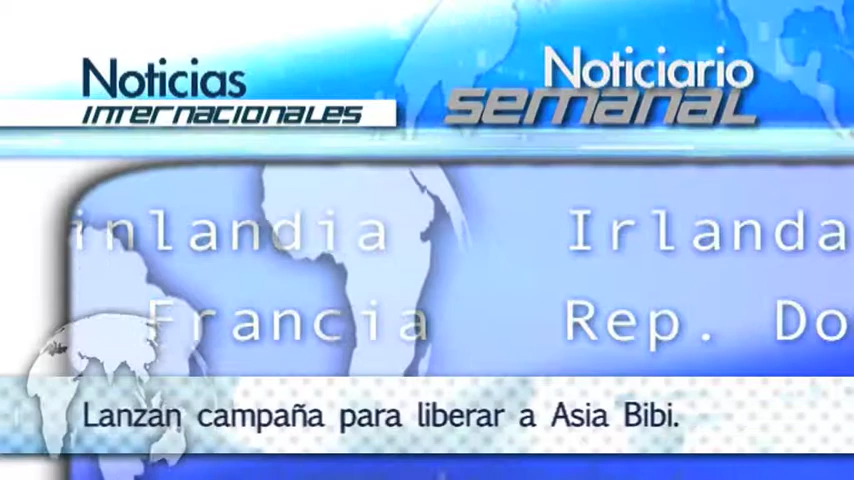 Noticias
internacionales
Noticiario
semanal
inlandia Irlanda
Francia Rep. Do
Lanzan campaña para liberar a Asia Bibi.